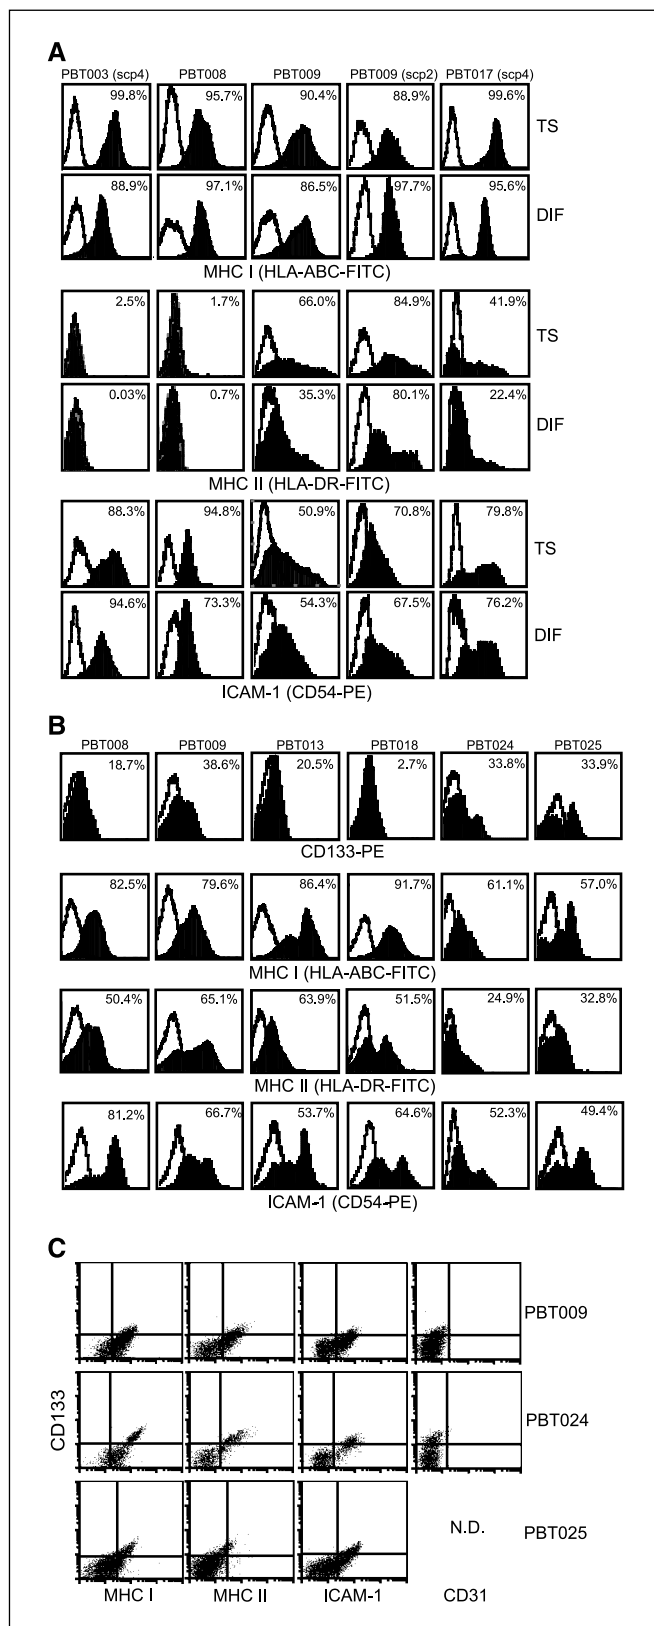 A
PBT003 (scp4) PBT008 PBT009 PBT009 (scp2) PBT017 (scp4)
99.8% 95.7% 90.4% 88.9% 99.6% TS
88.9% 97.1% 86.5% 97.7% 95.6% DIF
MHC I (HLA-ABC-FITC)
2.5% 1.7% 66.0% 84.9% 41.9% TS
0.03% 0.7% 35.3% 80.1% 22.4% DIF
MHC II (HLA-DR-FITC)
88.3% 94.8% 50.9% 70.8% 79.8% TS
94.6% 73.3% 54.3% 67.5% 76.2% DIF
ICAM-1 (CD54-PE)
B
PBT008 PBT009 PBT013 PBT018 PBT024 PBT025
18.7% 38.6% 20.5% 2.7% 33.8% 33.9%
CD133-PE
82.5% 79.6% 86.4% 91.7% 61.1% 57.0%
MHC I (HLA-ABC-FITC)
50.4% 65.1% 63.9% 51.5% 24.9% 32.8%
MHC II (HLA-DR-FITC)
81.2% 66.7% 53.7% 64.6% 52.3% 49.4%
ICAM-1 (CD54-PE)
C
PBT009
CD133
PBT024
N.D. PBT025
MHC I MHC II ICAM-1 CD31